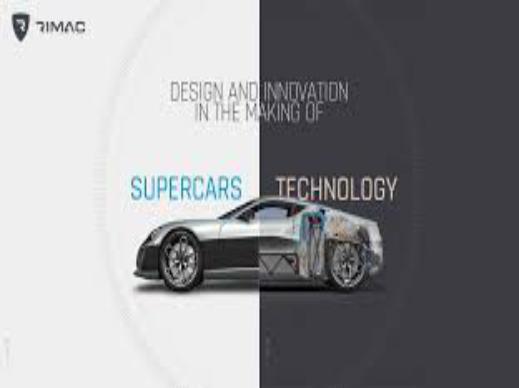 RIMAC
DESIGN AND INNOVATION
IN THE MAKING OF
SUPERCARS TECHNOLOGY